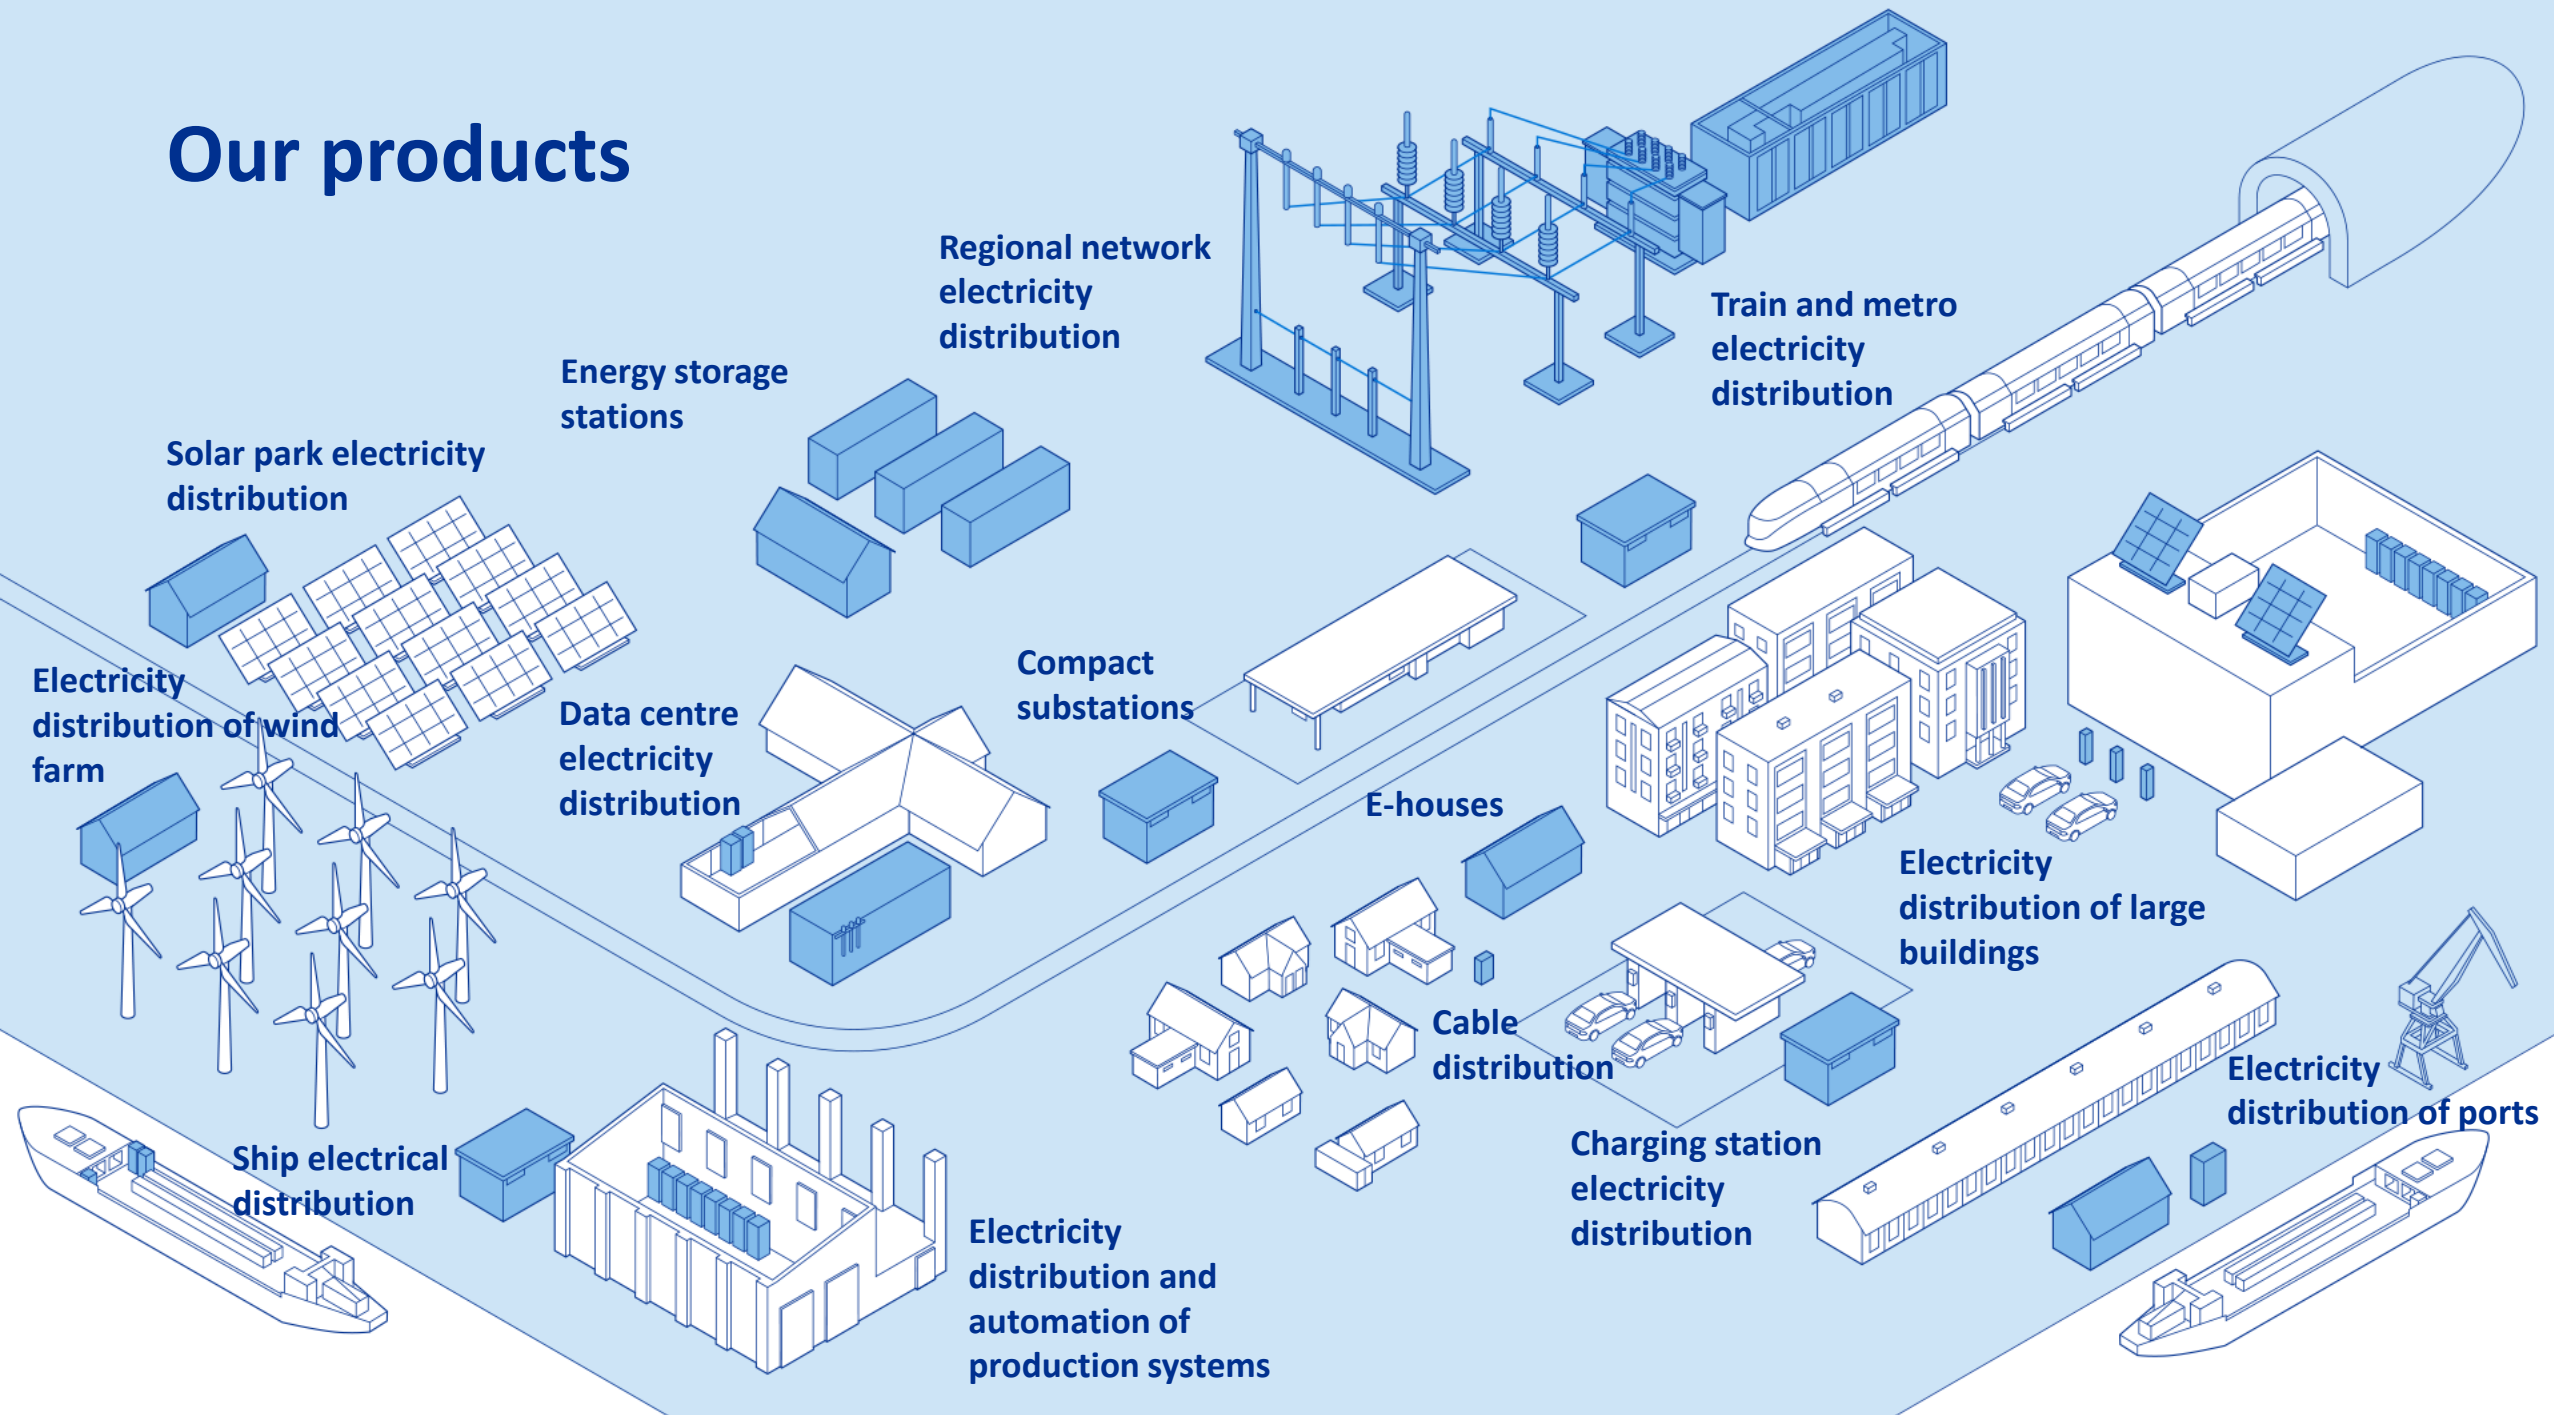 Our products
Regional network
electricity
distribution
Train and metro
electricity
distribution
Energy storage
stations
Solar park electricity
distribution
Electricity
distribution of wind
farm
Data centre
electricity
distribution
Compact
substations
E-houses
Electricity
distribution of large
buildings
Cable
distribution
Charging station
electricity
distribution
Electricity
distribution of ports
Ship electrical
distribution
Electricity
distribution and
automation of
production systems